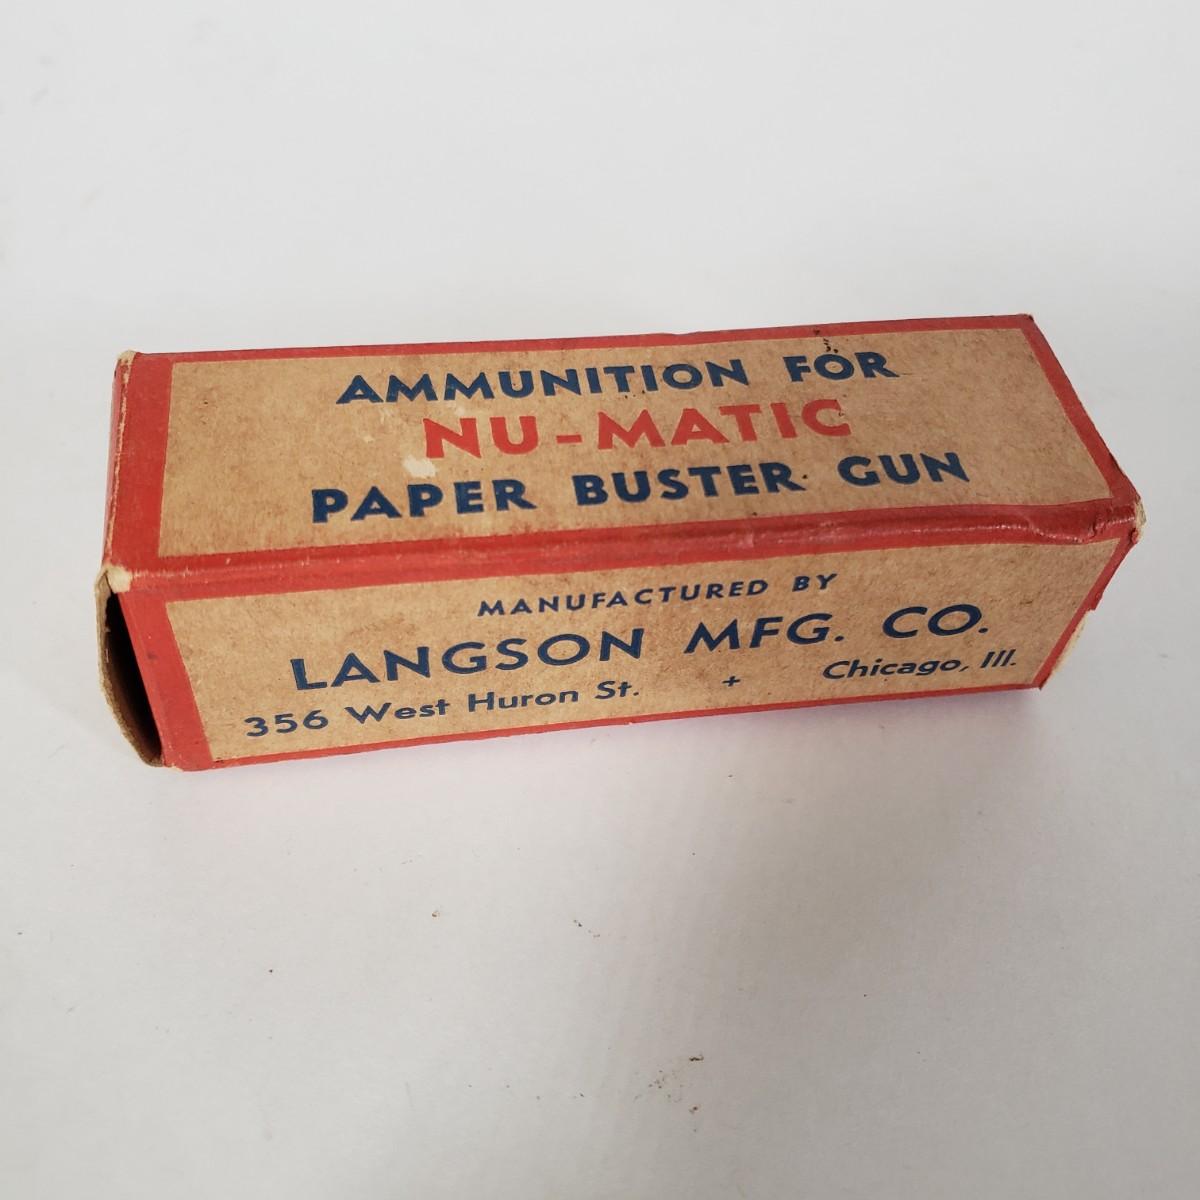 AMMUNITION FOR
NU-MATIC
PAPER BUSTER GUN
MANUFACTURED BY
LANGSON MFG. CO.
356 West Huron St. + Chicago, Ill.